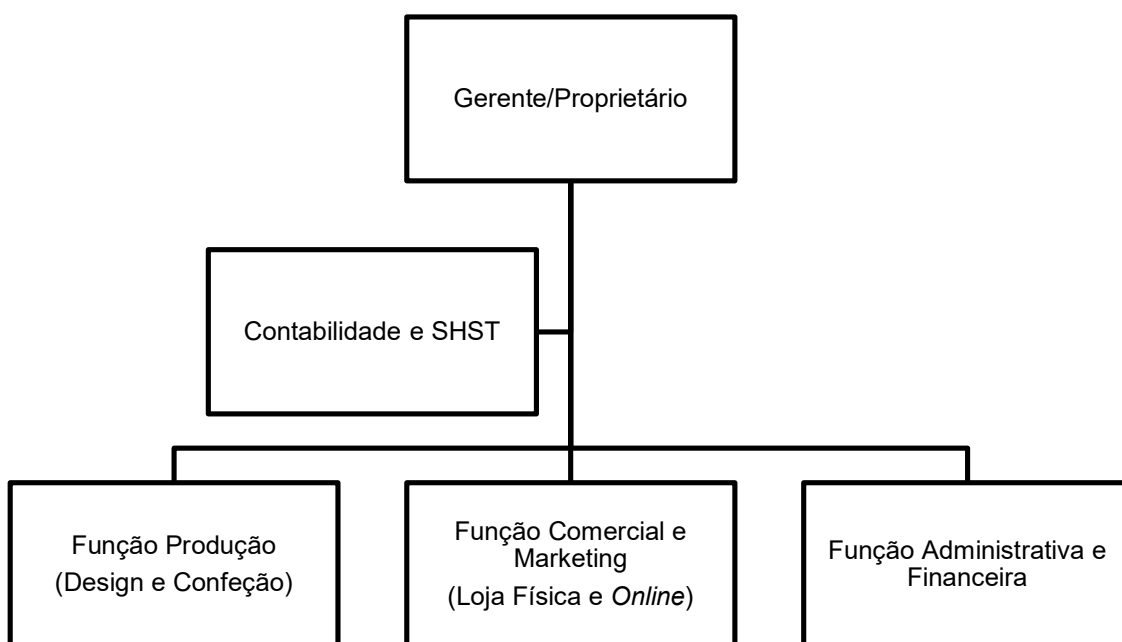 Gerente/Proprietário
Contabilidade e SHST
Função Produção
(Design e Confeção)
Função Comercial e
Marketing
(Loja Física e Online)
Função Administrativa e
Financeira